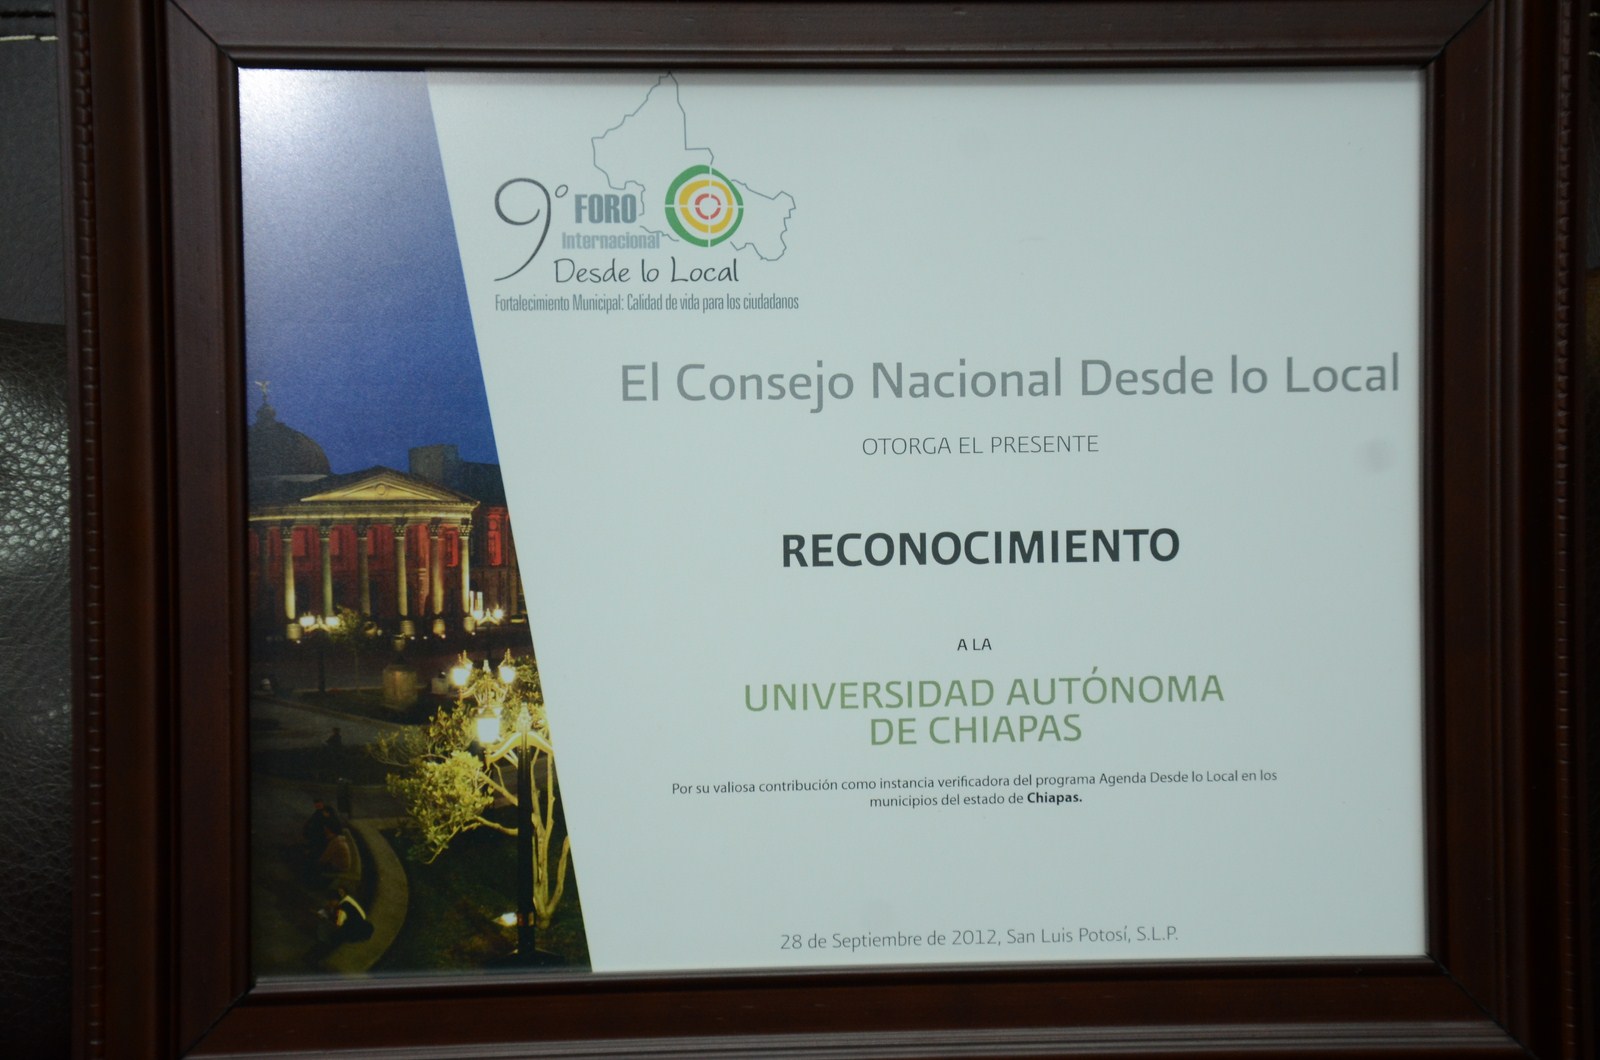 9° FORO
Internacional
Desde lo Local
Fortalecimiento Municipal: Calidad de vida para los ciudadanos
El Consejo Nacional Desde lo Local
OTORGA EL PRESENTE
RECONOCIMIENTO
A LA
UNIVERSIDAD AUTÓNOMA
DE CHIAPAS
Por su valiosa contribución como instancia verificadora del programa Agenda Desde lo Local en los
municipios del estado de Chiapas.
28 de Septiembre de 2012, San Luis Potosí, S.L.P.